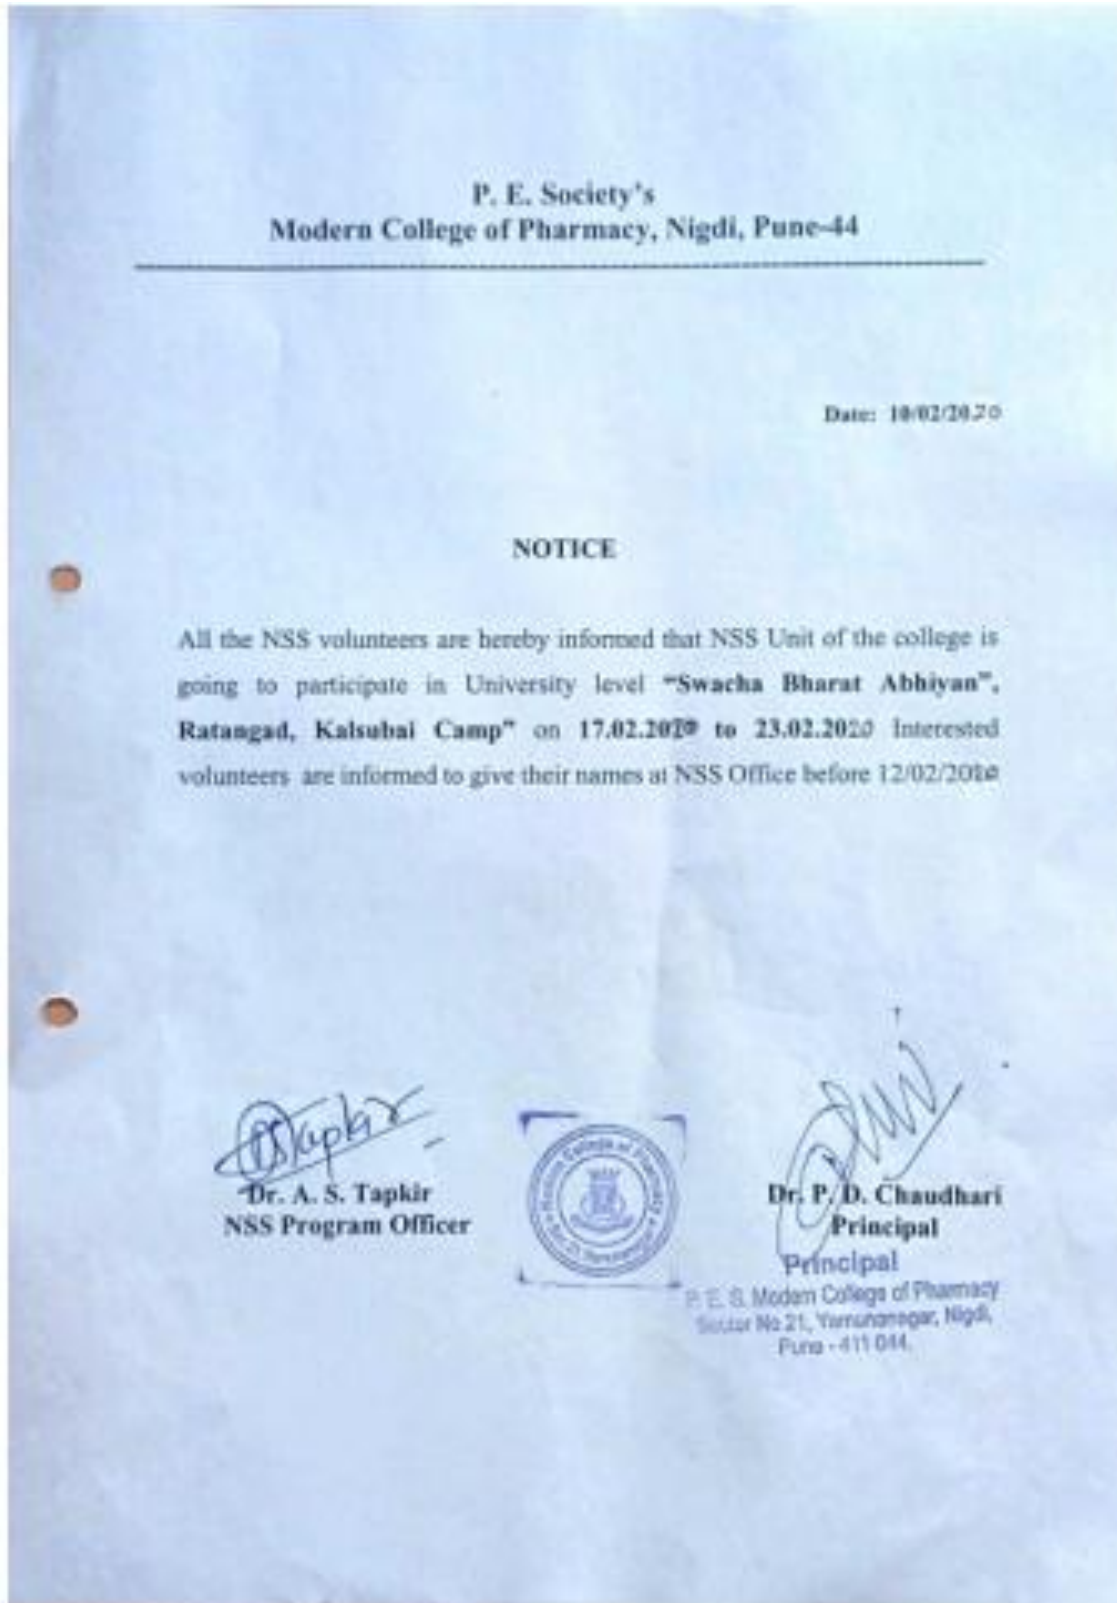 P. E. Society's
Modern College of Pharmacy, Nigdi, Pune-44
Date: 10/02/2020
NOTICE
All the NSS volunteers are hereby informed that NSS Unit of the college is
going to participate in University level “Swacha Bharat Abhiyan”,
Ratangad, Kalsubai Camp” on 17.02.2020 to 23.02.2020 Interested
volunteers are informed to give their names at NSS Office before 12/02/2020
Dr. A. S. Tapkir
NSS Program Officer
Modern College of Pharmacy
Dr. P. D. Chaudhari
Principal
Principal
P. E. S. Modern College of Pharmacy
Sector No 21, Yamunanagar, Nigdi,
Pune - 411 044.